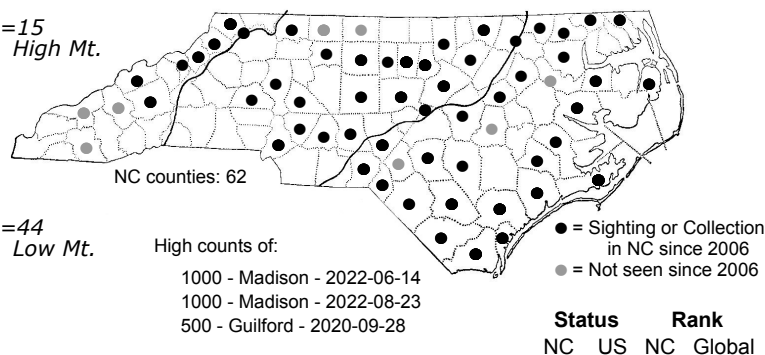 =15
High Mt.
NC counties: 62
=44
Low Mt.
High counts of:
1000 - Madison - 2022-06-14
1000 - Madison - 2022-08-23
500 - Guilford - 2020-09-28
= Sighting or Collection
in NC since 2006
= Not seen since 2006
Status Rank
NC US NC Global